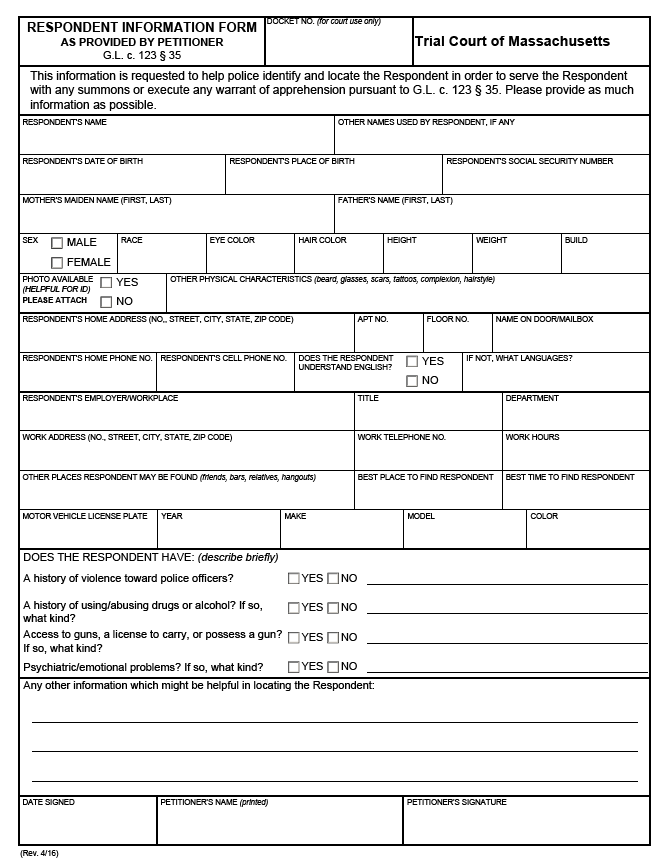 RESPONDENT INFORMATION FORM
AS PROVIDED BY PETITIONER
G.L. c. 123 § 35
DOCKET NO. (for court use only)
Trial Court of Massachusetts
This information is requested to help police identify and locate the Respondent in order to serve the Respondent
with any summons or execute any warrant of apprehension pursuant to G.L. c. 123 § 35. Please provide as much
information as possible.
RESPONDENT'S NAME
OTHER NAMES USED BY RESPONDENT, IF ANY
RESPONDENT'S DATE OF BIRTH
RESPONDENT'S PLACE OF BIRTH
RESPONDENT'S SOCIAL SECURITY NUMBER
MOTHER'S MAIDEN NAME (FIRST, LAST)
FATHER'S NAME (FIRST, LAST)
SEX
MALE
FEMALE
RACE
EYE COLOR
HAIR COLOR
HEIGHT
WEIGHT
BUILD
PHOTO AVAILABLE
(HELPFUL FOR ID)
PLEASE ATTACH
YES
NO
OTHER PHYSICAL CHARACTERISTICS (beard, glasses, scars, tattoos, complexion, hairstyle)
RESPONDENT'S HOME ADDRESS (NO,, STREET, CITY, STATE, ZIP CODE)
APT NO.
FLOOR NO.
NAME ON DOOR/MAILBOX
RESPONDENT'S HOME PHONE NO.
RESPONDENT'S CELL PHONE NO.
DOES THE RESPONDENT
UNDERSTAND ENGLISH?
YES
NO
IF NOT, WHAT LANGUAGES?
RESPONDENT'S EMPLOYER/WORKPLACE
TITLE
DEPARTMENT
WORK ADDRESS (NO., STREET, CITY, STATE, ZIP CODE)
WORK TELEPHONE NO.
WORK HOURS
OTHER PLACES RESPONDENT MAY BE FOUND (friends, bars, relatives, hangouts)
BEST PLACE TO FIND RESPONDENT
BEST TIME TO FIND RESPONDENT
MOTOR VEHICLE LICENSE PLATE
YEAR
MAKE
MODEL
COLOR
DOES THE RESPONDENT HAVE: (describe briefly)
A history of violence toward police officers?
YES NO
A history of using/abusing drugs or alcohol? If so,
what kind?
YES NO
Access to guns, a license to carry, or possess a gun?
If so, what kind?
YES NO
Psychiatric/emotional problems? If so, what kind?
YES NO
Any other information which might be helpful in locating the Respondent:
DATE SIGNED
PETITIONER'S NAME (printed)
PETITIONER'S SIGNATURE
(Rev. 4/16)